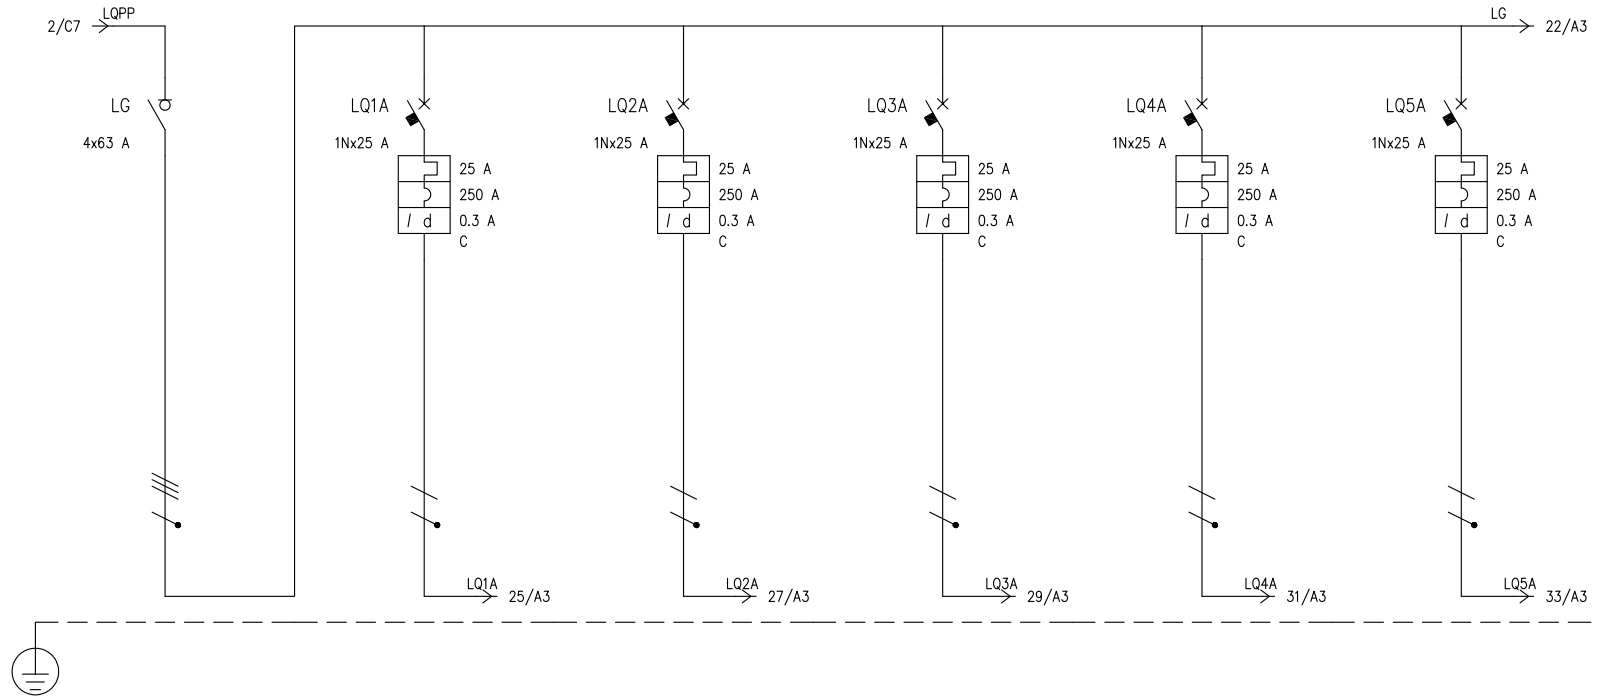 LQPP
2/C7
LG
22/A3
LG
4x63 A
LQ1A
1Nx25 A
25 A
250 A
I d
0.3 A
C
LQ2A
1Nx25 A
25 A
250 A
I d
0.3 A
C
LQ3A
1Nx25 A
25 A
250 A
I d
0.3 A
C
LQ4A
1Nx25 A
25 A
250 A
I d
0.3 A
C
LQ5A
1Nx25 A
25 A
250 A
I d
0.3 A
C
LQ1A
25/A3
LQ2A
27/A3
LQ3A
29/A3
LQ4A
31/A3
LQ5A
33/A3